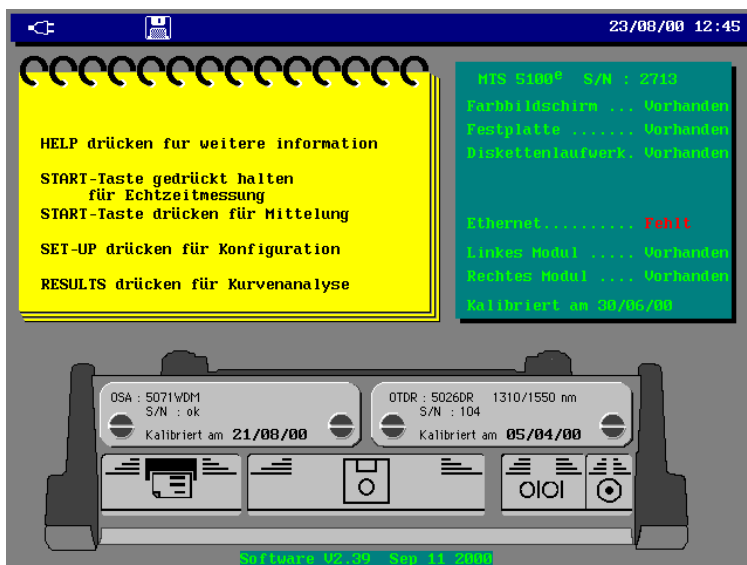 23/08/00 12:45
HELP drücken fur weitere information
START-Taste gedrückt halten
für Echtzeitmessung
START-Taste drücken für Mittelung
SET-UP drücken für Konfiguration
RESULTS drücken für Kurvenanalyse
MTS 5100e S/N : 2713
Farbbildschirm ... Vorhanden
Festplatte ....... Vorhanden
Diskettenlaufwerk. Vorhanden
Ethernet.......... Fehlt
Linkes Modul ..... Vorhanden
Rechtes Modul .... Vorhanden
Kalibriert am 30/06/00
OSA : 5071WDM
S/N : ok
Kalibriert am 21/08/00
OTDR : 5026DR 1310/1550 nm
S/N : 104
Kalibriert am 05/04/00
OIOI
Software V2.39 Sep 11 2000